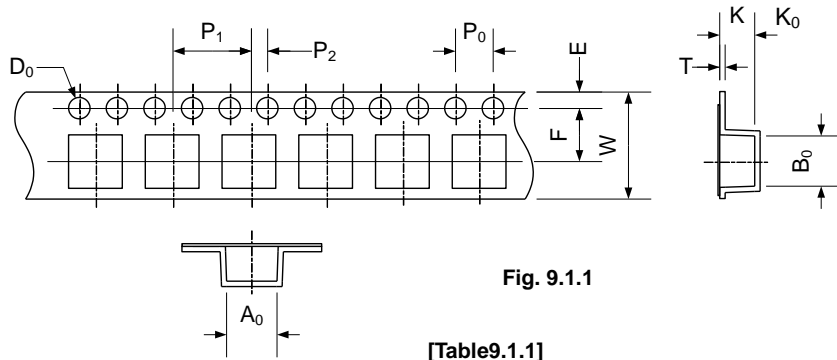 P₁ P₂ P₀ E K K₀
D₀ T
F W B₀
Fig. 9.1.1
A₀
[Table9.1.1]